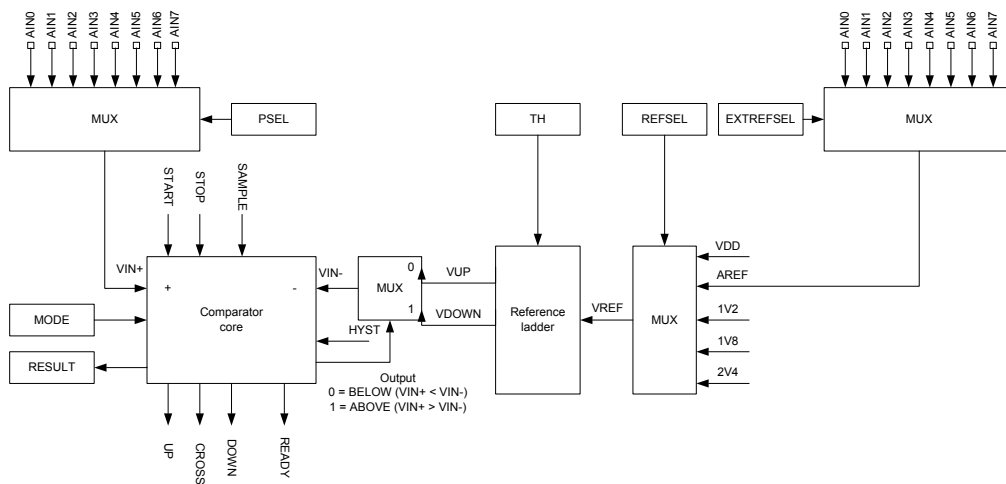 AIN0
AIN1
AIN2
AIN3
AIN4
AIN5
AIN6
AIN7
AIN0
AIN1
AIN2
AIN3
AIN4
AIN5
AIN6
AIN7
MUX
PSEL
TH
REFSEL
EXTREFSEL
MUX
START
STOP
SAMPLE
VIN+
+
-
VIN-
MUX
0
1
VUP
VDOWN
Reference
ladder
VREF
MUX
VDD
AREF
1V2
1V8
2V4
MODE
Comparator
core
HYST
RESULT
Output
0 = BELOW (VIN+ < VIN-)
1 = ABOVE (VIN+ > VIN-)
UP
CROSS
DOWN
READY